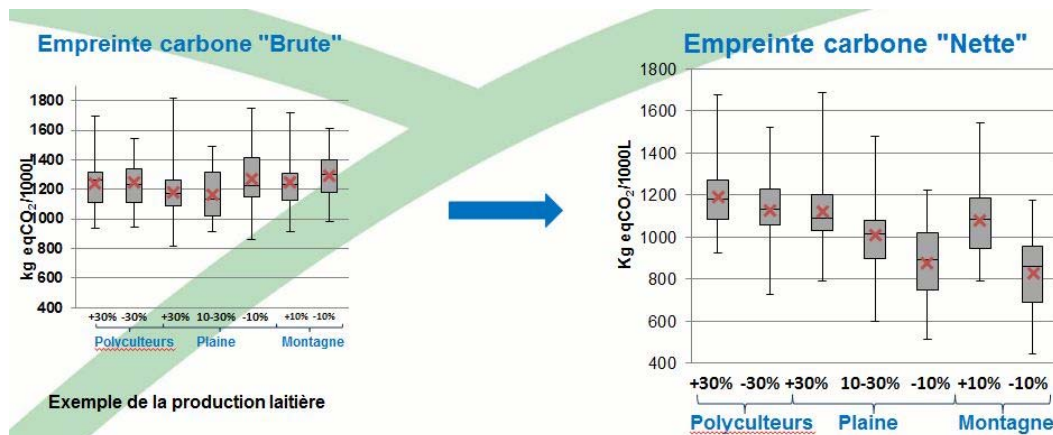 Empreinte carbone "Brute"
kg eqCO₂/1000L
1800
1600
1400
1200
1000
800
600
400
+30% -30% +30% 10-30% -10% +10% -10%
Polyculteurs Plaine Montagne
Exemple de la production laitière
Empreinte carbone "Nette"
Kg eqCO₂/1000L
1800
1600
1400
1200
1000
800
600
400
+30% -30% +30% 10-30% -10% +10% -10%
Polyculteurs Plaine Montagne